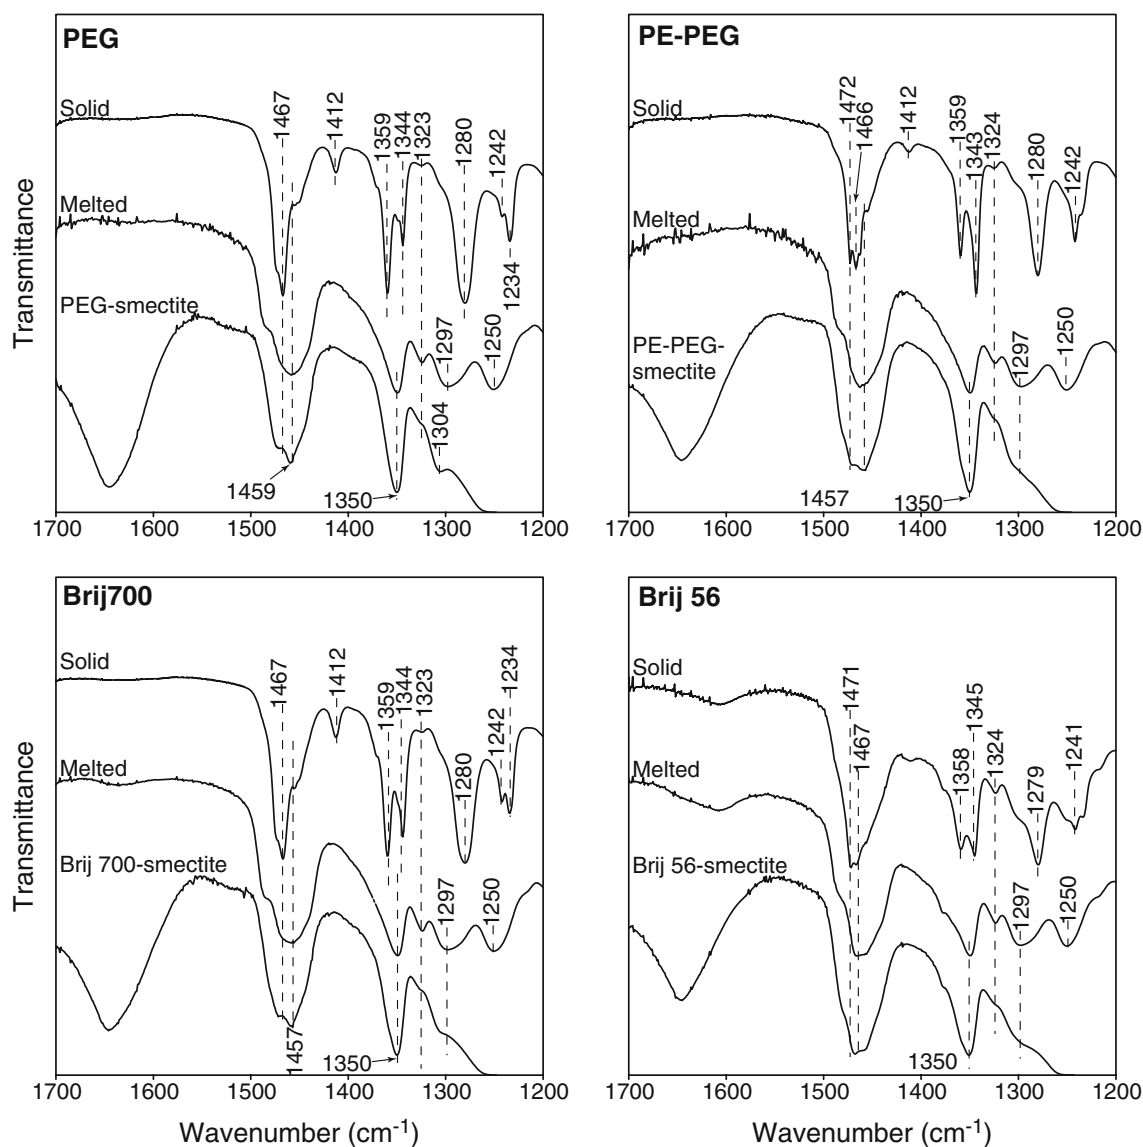 PEG
Solid
1467
1412
1359
1344
1323
1280
1242
Melted
1234
PEG-smectite
1297
1250
1304
1459
1350
1700 1600 1500 1400 1300 1200
Transmittance
PE-PEG
Solid
1472
1466
1412
1359
1343
1324
1280
1242
Melted
PE-PEG-
smectite
1297
1250
1457
1350
1700 1600 1500 1400 1300 1200
Brij700
Solid
1467
1412
1359
1344
1323
1280
1242
1234
Melted
Brij 700-smectite
1297
1250
1457
1350
1700 1600 1500 1400 1300 1200
Transmittance
Wavenumber (cm⁻¹)
Brij 56
Solid
1471
1467
1358
1345
1324
1279
1241
Melted
Brij 56-smectite
1297
1250
1350
1700 1600 1500 1400 1300 1200
Wavenumber (cm⁻¹)